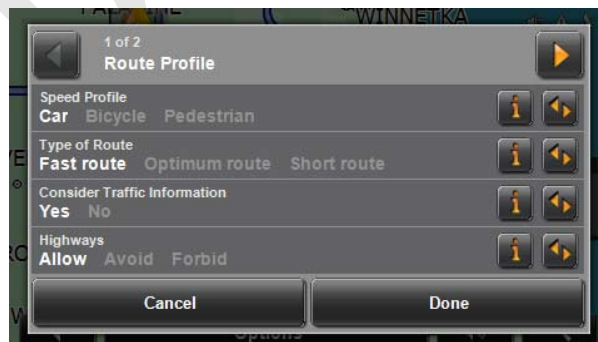 WINNETKA
1 of 2
Route Profile
Speed Profile
Car Bicycle Pedestrian
Type of Route
Fast route Optimum route Short route
Consider Traffic Information
Yes No
Highways
Allow Avoid Forbid
Cancel Done
Options